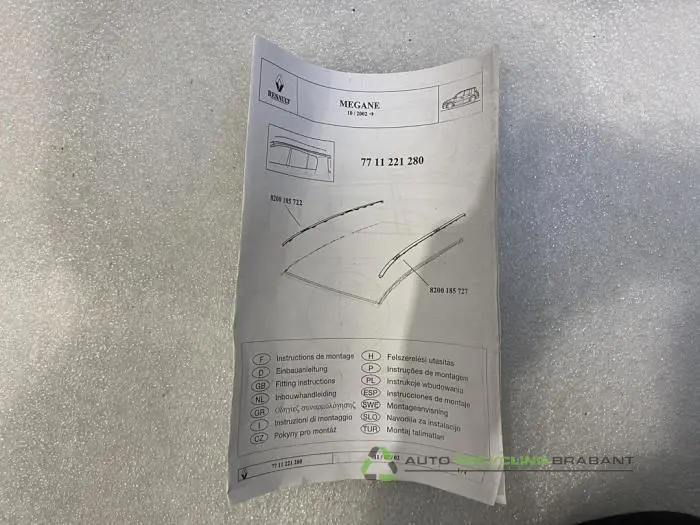 RENAULT
MEGANE
10 / 2002 →
77 11 221 280
8200 185 722
8200 185 727
F Instructions de montage
D Einbauanleitung
GB Fitting instructions
NL Inbouwhandleiding
GR Οδηγίες συναρμολόγησης
I Instruzioni di montaggio
CZ Pokyny pro montáž
H Felszerelési utasítás
P Instruções de montagem
PL Instrukcje wbudowania
ESP Instrucciones de montaje
SWE Montageanvisning
SLO Navodila za instalacijo
TUR Montaj talimatları
77 11 221 280
AUTO RECYCLING BRABANT